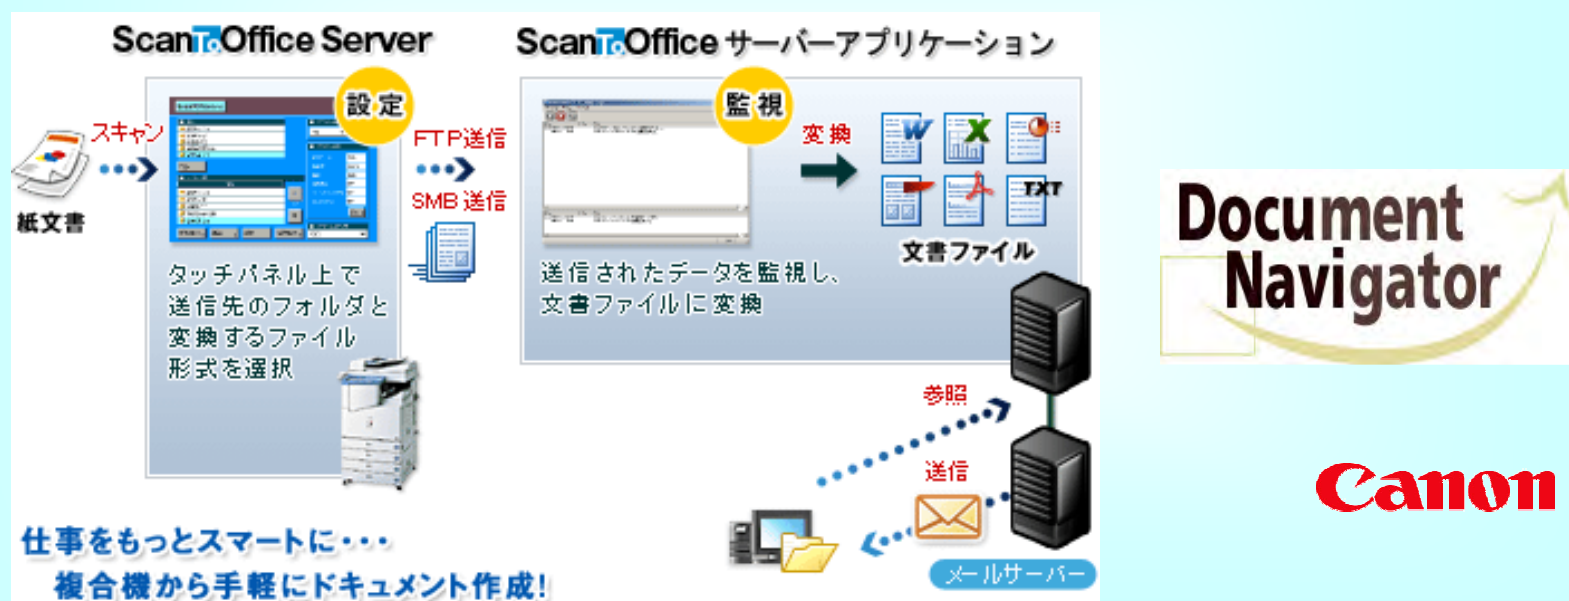 ScanToOffice Server
ScanToOffice サーバーアプリケーション
設定
監視
スキャン
FTP送信
SMB送信
変換
紙文書
W
X
TXT
文書ファイル
タッチパネル上で
送信先のフォルダと
変換するファイル
形式を選択
送信されたデータを監視し、
文書ファイルに変換
参照
送信
メールサーバー
仕事をもっとスマートに・・・
複合機から手軽にドキュメント作成!
Document
Navigator
Canon